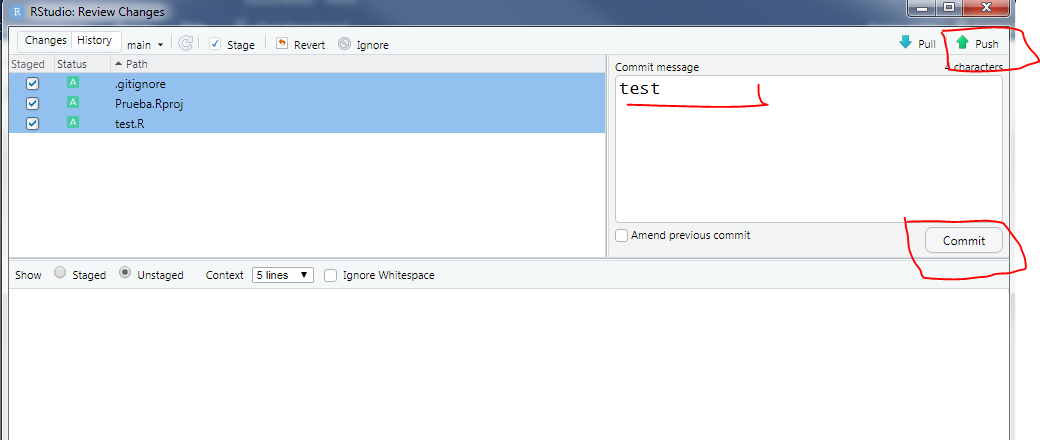 R RStudio: Review Changes
Changes History main Stage Revert Ignore Pull Push
Staged Status Path
A .gitignore
A Prueba.Rproj
A test.R
Commit message characters
test
Amend previous commit Commit
Show Staged Unstaged Context 5 lines Ignore Whitespace